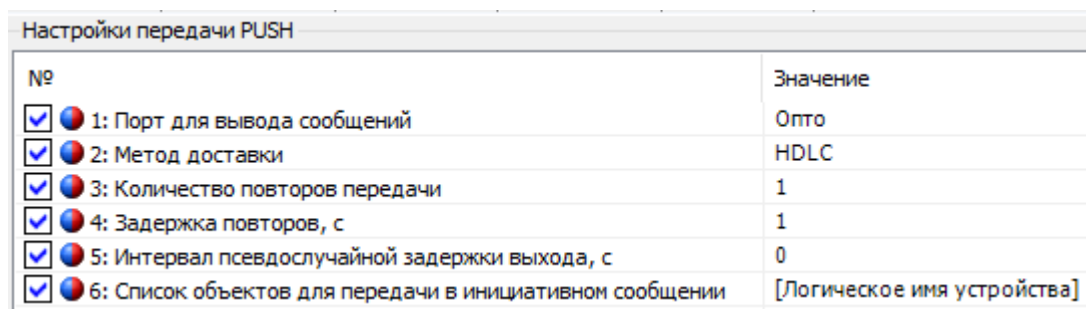 Настройки передачи PUSH
№ Значение
1: Порт для вывода сообщений Опто
2: Метод доставки HDLC
3: Количество повторов передачи 1
4: Задержка повторов, с 1
5: Интервал псевдослучайной задержки выхода, с 0
6: Список объектов для передачи в инициативном сообщении [Логическое имя устройства]